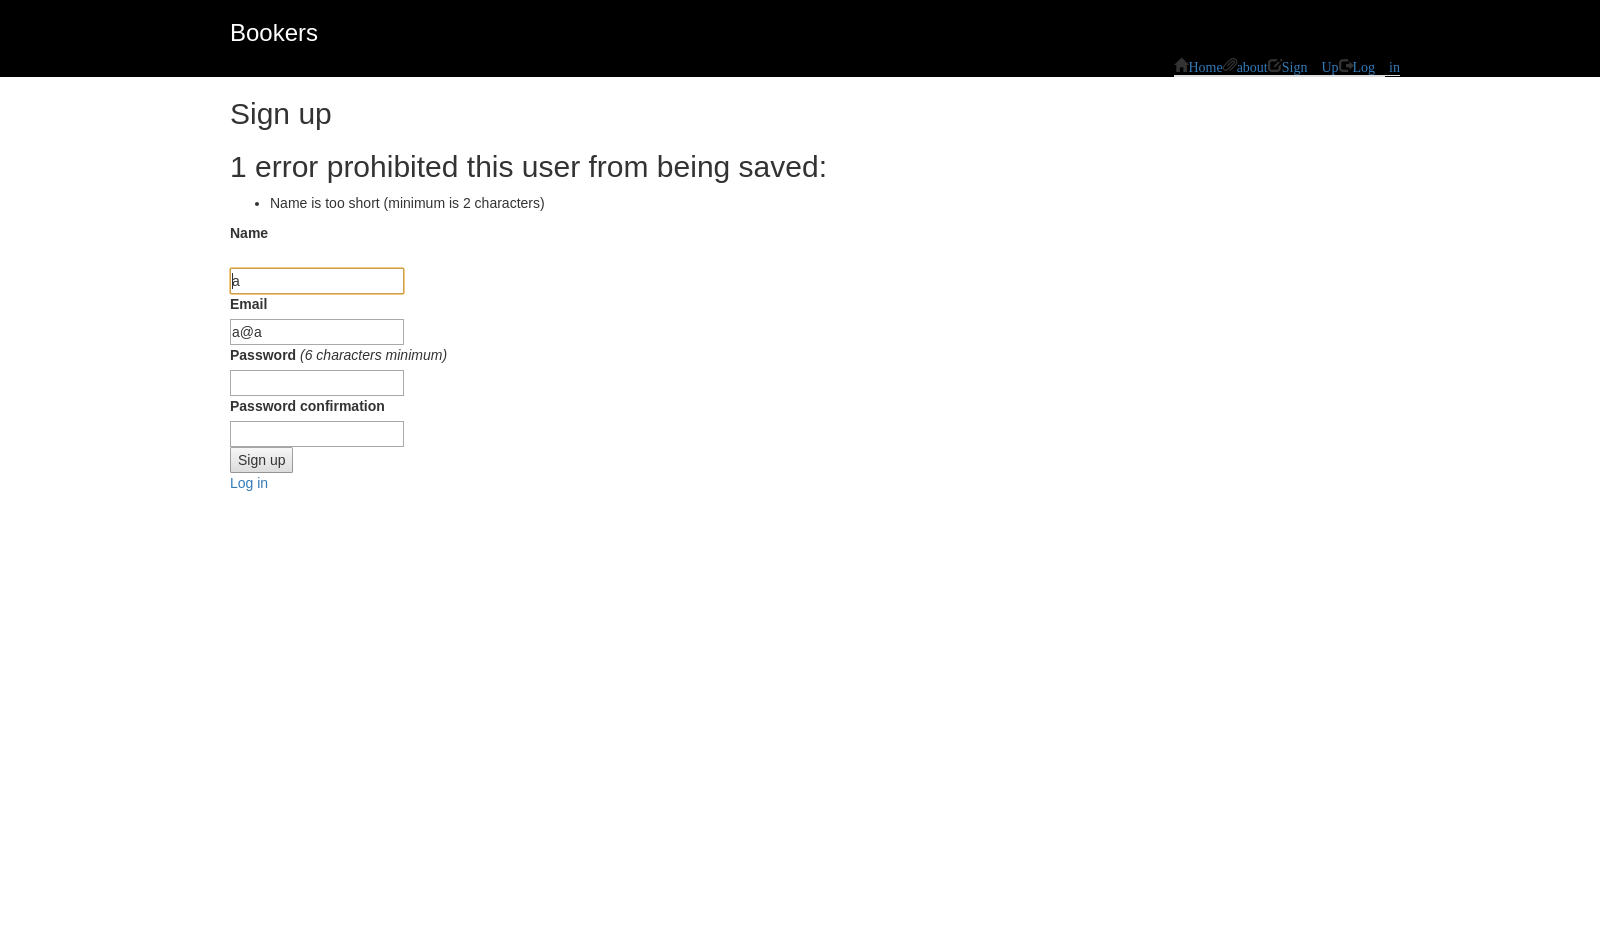 Bookers
Home about Sign Up Log in
Sign up
1 error prohibited this user from being saved:
Name is too short (minimum is 2 characters)
Name
a
Email
a@a
Password (6 characters minimum)
Password confirmation
Sign up
Log in